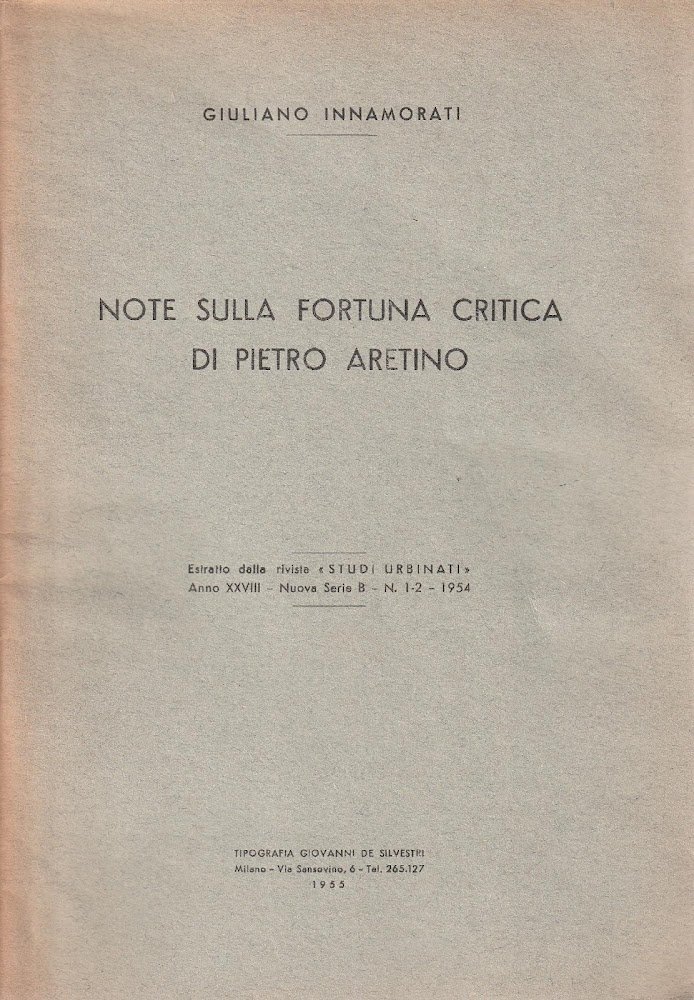 GIULIANO INNAMORATI
NOTE SULLA FORTUNA CRITICA
DI PIETRO ARETINO
Estratto dalla rivista « STUDI URBINATI »
Anno XXVIII – Nuova Serie B – N. 1-2 – 1954
TIPOGRAFIA GIOVANNI DE SILVESTRI
Milano – Via Sansovino, 6 – Tel. 265.127
1955